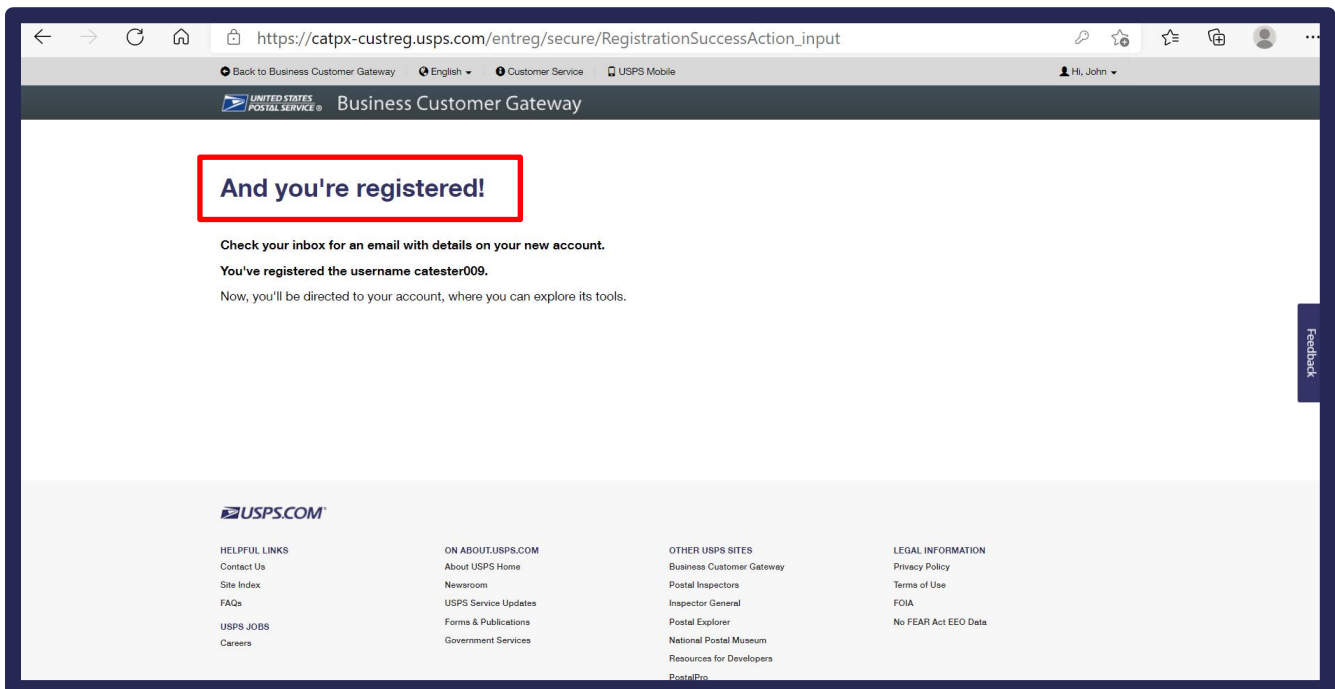 https://catpx-custreg.usps.com/entreg/secure/RegistrationSuccessAction_input
Back to Business Customer Gateway English Customer Service USPS Mobile Hi, John
UNITED STATES POSTAL SERVICE ® Business Customer Gateway
And you're registered!
Check your inbox for an email with details on your new account.
You've registered the username catester009.
Now, you'll be directed to your account, where you can explore its tools.
Feedback
USPS.COM®
HELPFUL LINKS
Contact Us
Site Index
FAQs
USPS JOBS
Careers
ON ABOUT.USPS.COM
About USPS Home
Newsroom
USPS Service Updates
Forms & Publications
Government Services
OTHER USPS SITES
Business Customer Gateway
Postal Inspectors
Inspector General
Postal Explorer
National Postal Museum
Resources for Developers
PostalPro
LEGAL INFORMATION
Privacy Policy
Terms of Use
FOIA
No FEAR Act EEO Data